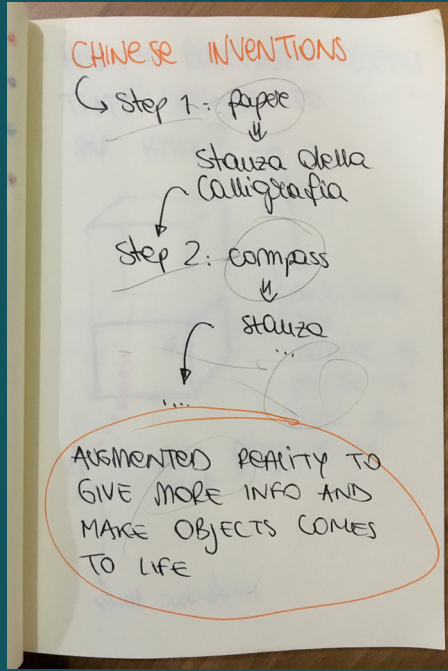 CHINESE INVENTIONS
Step 1: paper
stanza della
Calligrafia
Step 2: compass
stanza
...
....
AUGMENTED REALITY TO
GIVE MORE INFO AND
MAKE OBJECTS COMES
TO LIFE